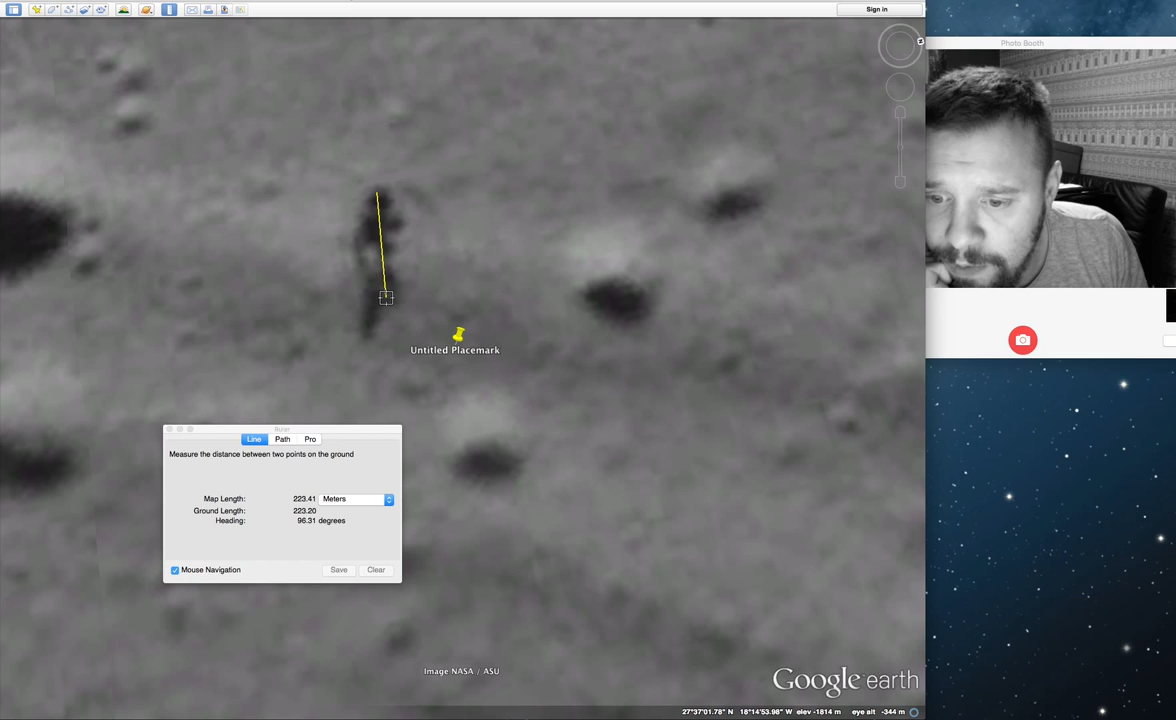 Sign in
Photo Booth
Untitled Placemark
Ruler
Line Path Pro
Measure the distance between two points on the ground
Map Length: 223.41 Meters
Ground Length: 223.20
Heading: 96.31 degrees
Mouse Navigation Save Clear
Image NASA / ASU
Google earth
27°37'01.78" N 18°14'53.98" W elev -1814 m eye alt -344 m